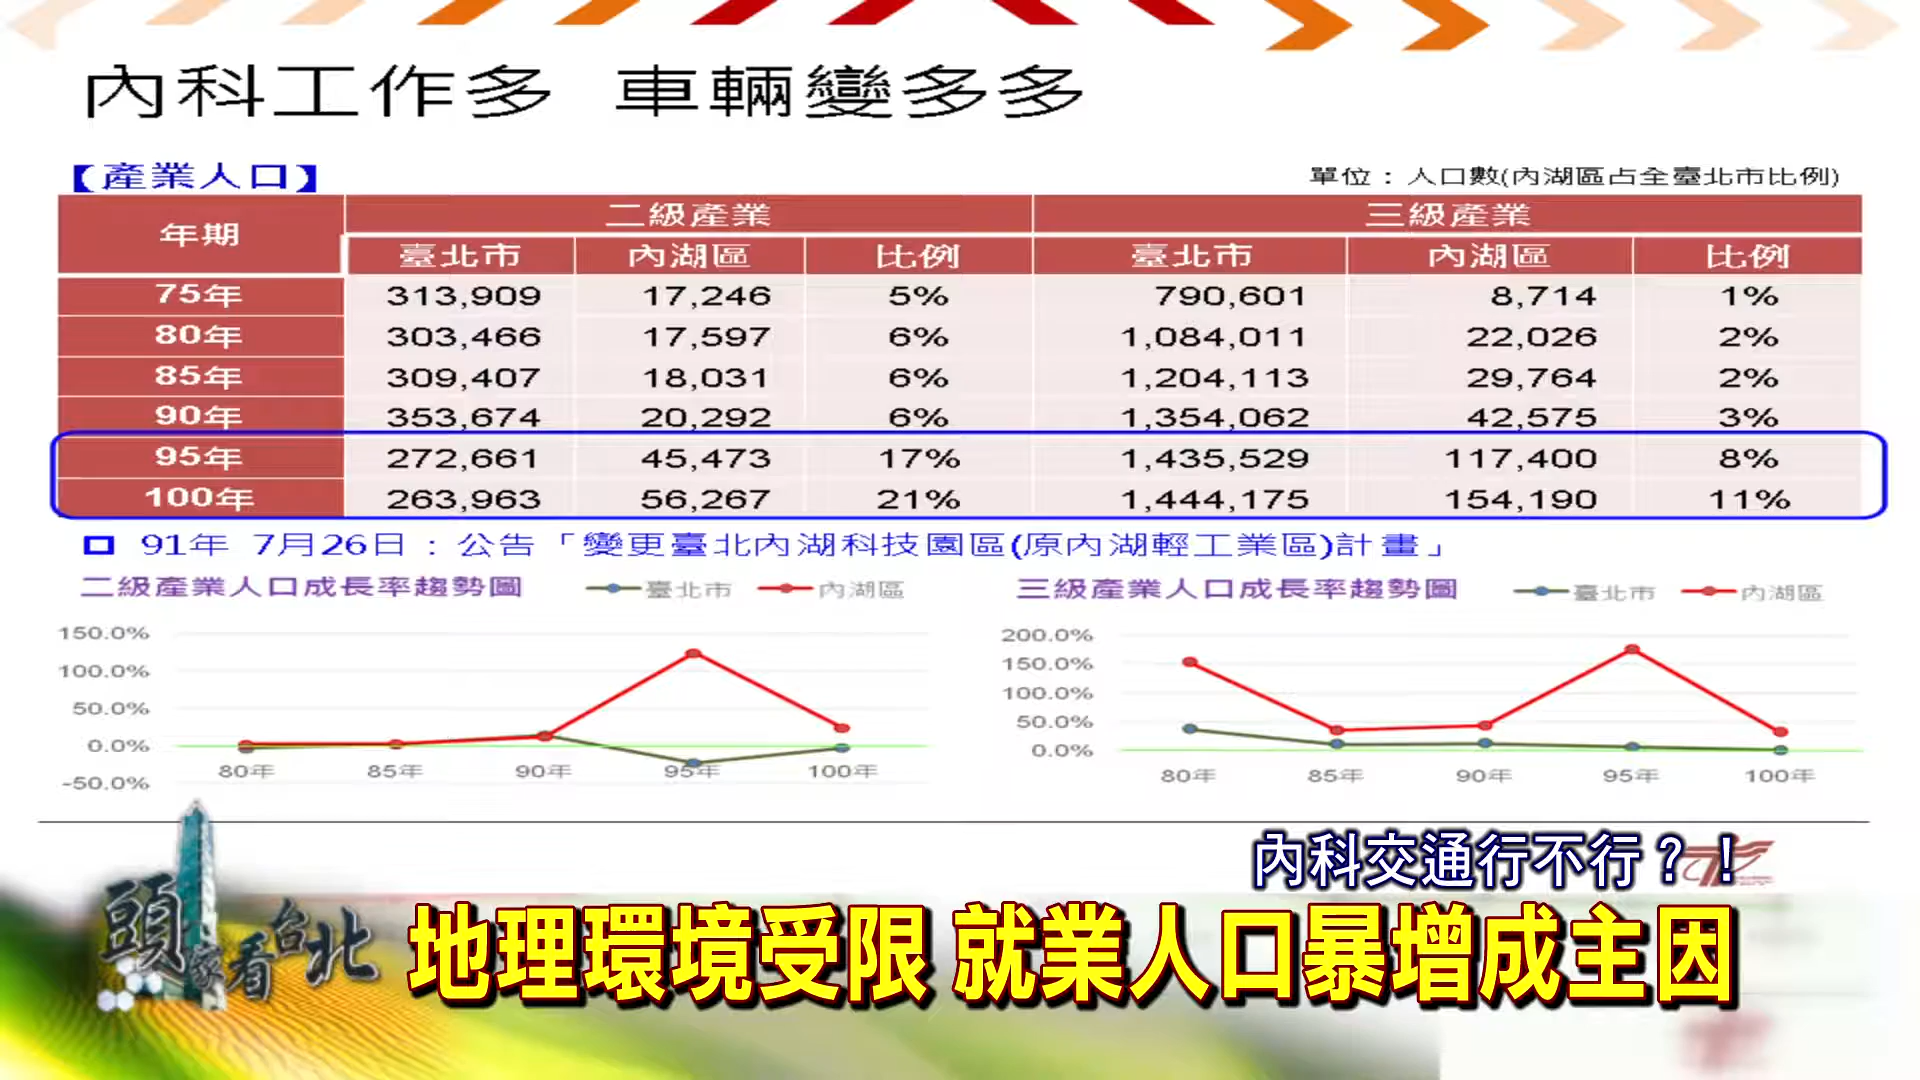 內科工作多 車輛變多多
【產業人口】
單位：人口數(內湖區占全臺北市比例)
年期 二級產業 三級產業
臺北市 內湖區 比例 臺北市 內湖區 比例
75年 313,909 17,246 5% 790,601 8,714 1%
80年 303,466 17,597 6% 1,084,011 22,026 2%
85年 309,407 18,031 6% 1,204,113 29,764 2%
90年 353,674 20,292 6% 1,354,062 42,575 3%
95年 272,661 45,473 17% 1,435,529 117,400 8%
100年 263,963 56,267 21% 1,444,175 154,190 11%
91年 7月26日：公告「變更臺北內湖科技園區(原內湖輕工業區)計畫」
二級產業人口成長率趨勢圖 臺北市 內湖區
150.0%
100.0%
50.0%
0.0%
-50.0%
80年 85年 90年 95年 100年
三級產業人口成長率趨勢圖 臺北市 內湖區
200.0%
150.0%
100.0%
50.0%
0.0%
80年 85年 90年 95年 100年
內科交通行不行？！
頭家看台北
地理環境受限 就業人口暴增成主因